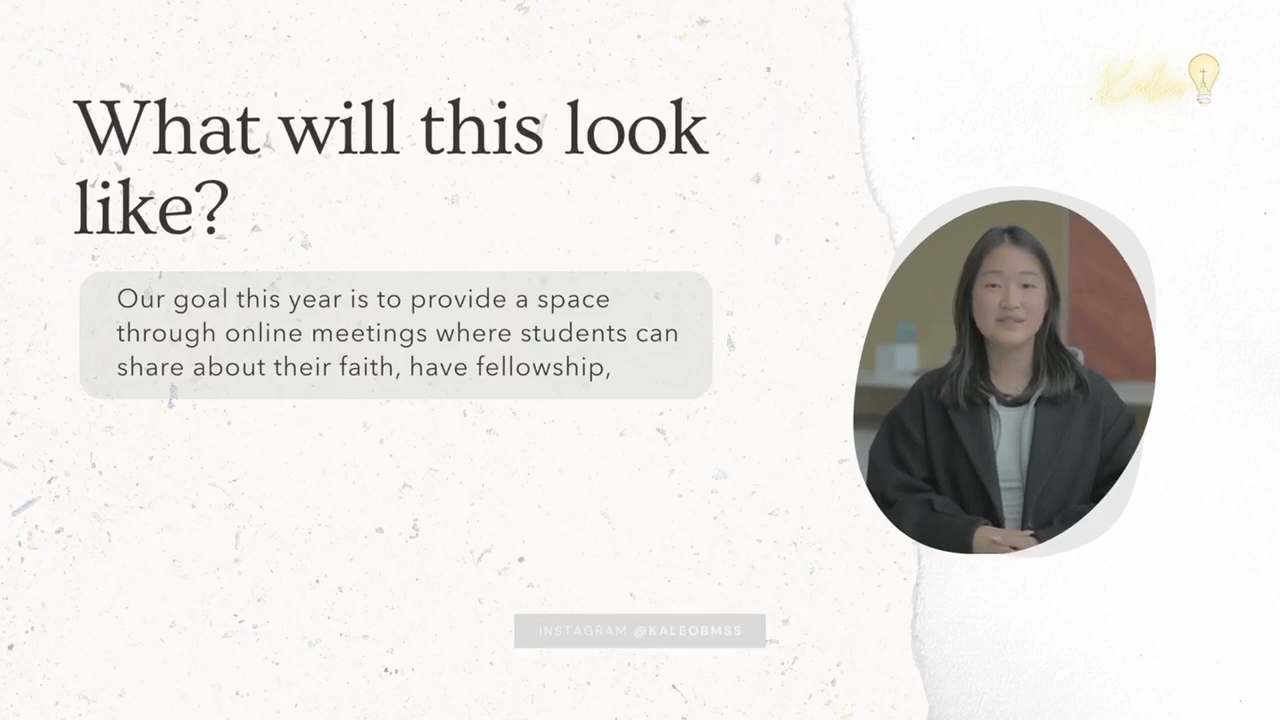 Kaleo
What will this look
like?
Our goal this year is to provide a space
through online meetings where students can
share about their faith, have fellowship,
INSTAGRAM @KALEOBMSS